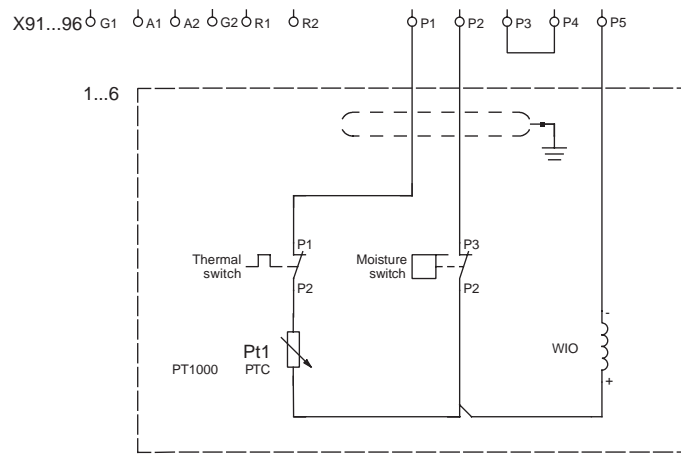 X91...96 G1 A1 A2 G2 R1 R2 P1 P2 P3 P4 P5
1...6
P1 P3
Thermal
switch
Moisture
switch
P2 P2
-
Pt1
PT1000 PTC
WIO
+